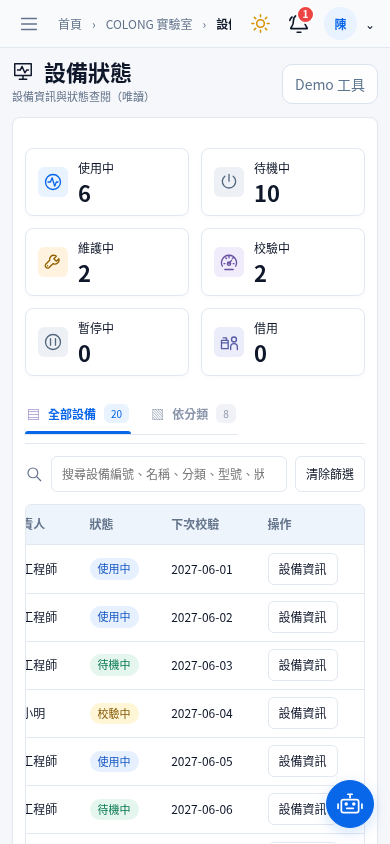 首頁 › COLONG 實驗室 ›
1
陳
設備狀態
設備資訊與狀態查閱（唯讀）
Demo 工具
使用中
6
待機中
10
維護中
2
校驗中
2
暫停中
0
借用
0
全部設備 20
依分類 8
搜尋設備編號、名稱、分類、型號、
清除篩選
責人 狀態 下次校驗 操作
工程師 使用中 2027-06-01 設備資訊
工程師 使用中 2027-06-02 設備資訊
工程師 待機中 2027-06-03 設備資訊
小明 校驗中 2027-06-04 設備資訊
工程師 使用中 2027-06-05 設備資訊
工程師 待機中 2027-06-06 設備資訊